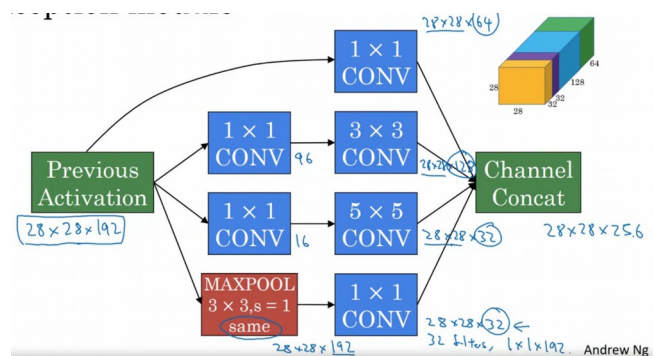 28×28×64
1 × 1
CONV
64
28
128
32
28
32
1 × 1
CONV
96
3 × 3
CONV
28×28×128
Previous
Activation
28×28×192
Channel
Concat
28×28×256
1 × 1
CONV
16
5 × 5
CONV
28×28×32
MAXPOOL
3 × 3,s = 1
same
28×28×192
1 × 1
CONV
28×28×32 ←
32 filters, 1×1×192.
Andrew Ng